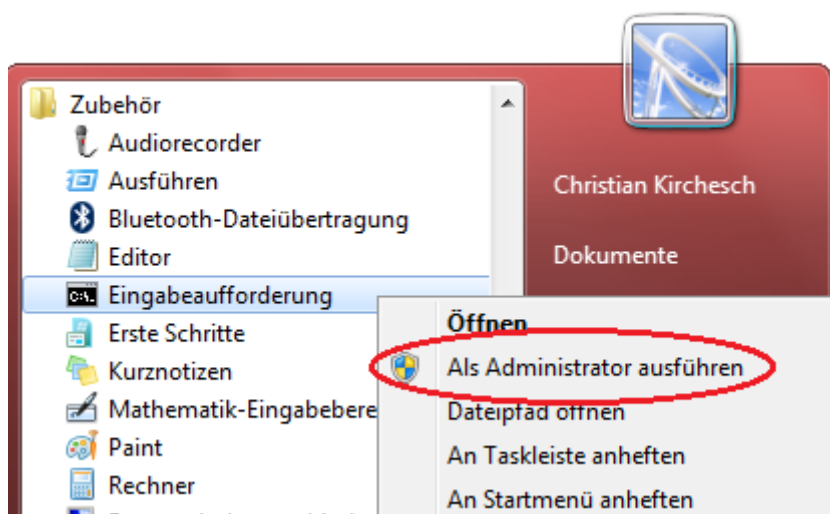 Zubehör
Audiorecorder
Ausführen
Bluetooth-Dateiübertragung
Editor
Eingabeaufforderung
Erste Schritte
Kurznotizen
Mathematik-Eingabebere
Paint
Rechner
Christian Kirchesch
Dokumente
Öffnen
Als Administrator ausführen
Dateipfad öffnen
An Taskleiste anheften
An Startmenü anheften